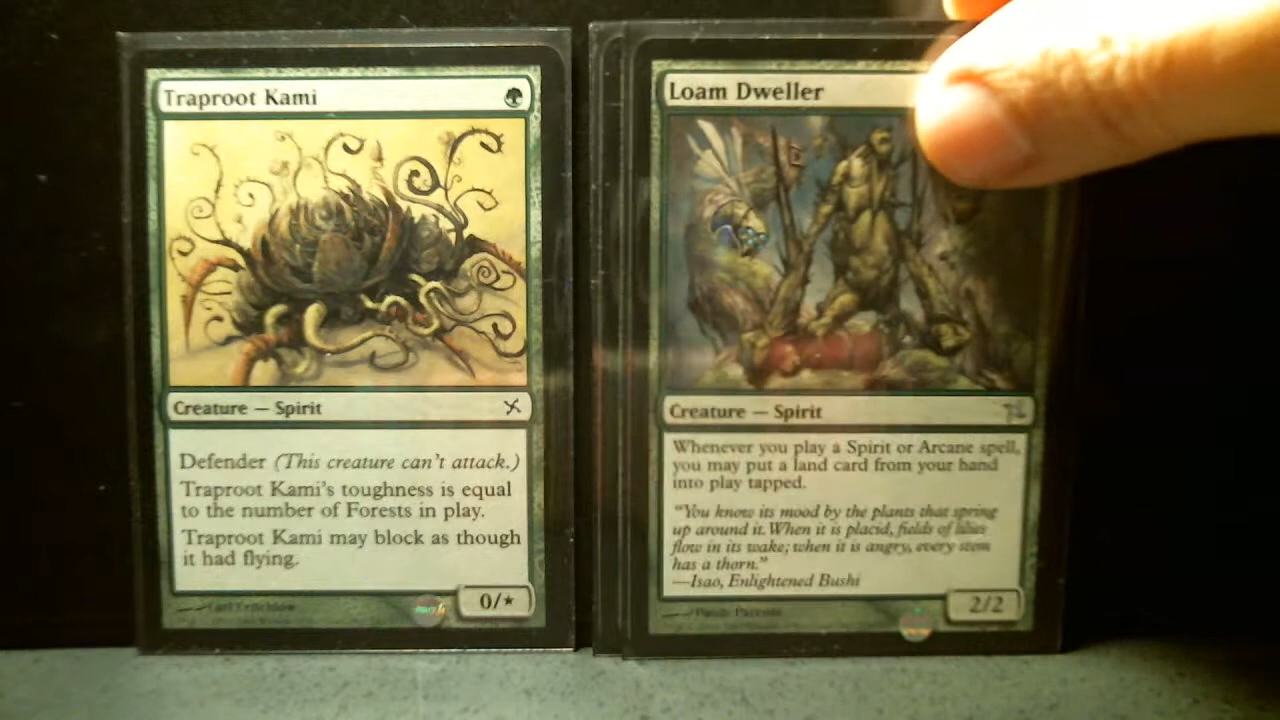 Traproot Kami
Creature — Spirit
Defender (This creature can't attack.)
Traproot Kami's toughness is equal
to the number of Forests in play.
Traproot Kami may block as though
it had flying.
0/★
Loam Dweller
Creature — Spirit
Whenever you play a Spirit or Arcane spell,
you may put a land card from your hand
into play tapped.
"You know its mood by the plants that spring
up around it. When it is placid, fields of lilies
flow in its wake; when it is angry, every stem
has a thorn."
—Isao, Enlightened Bushi
2/2